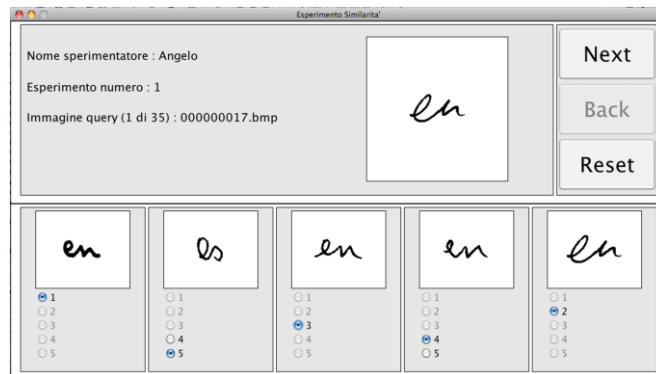 Esperimento Similarita'
Nome sperimentatore : Angelo
Esperimento numero : 1
Immagine query (1 di 35) : 000000017.bmp
en
Next
Back
Reset
en es en en en
1 1 1 1 1
2 2 2 2 2
3 3 3 3 3
4 4 4 4 4
5 5 5 5 5